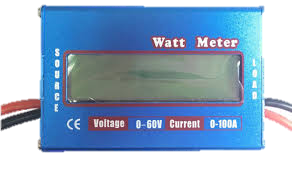 Watt Meter
SOURCE
LOAD
CE Voltage 0-60V Current 0-100A